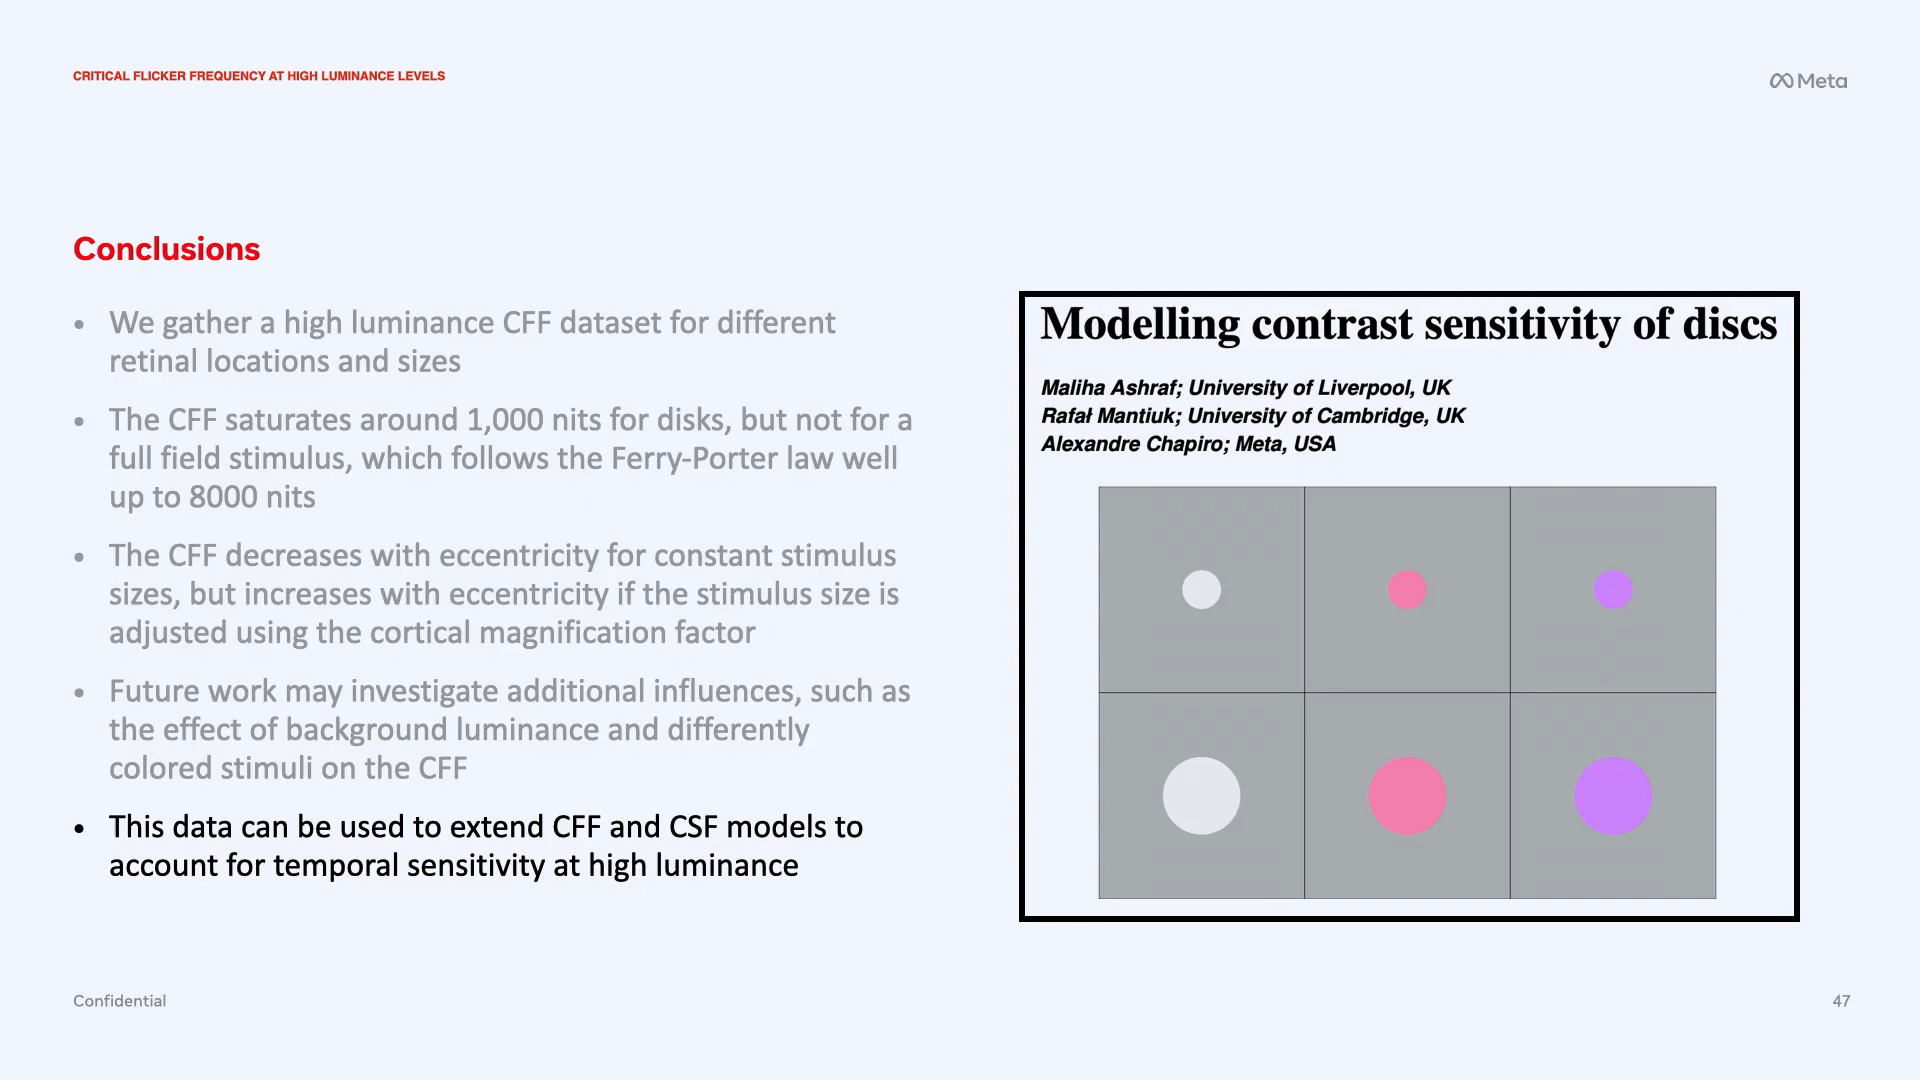 CRITICAL FLICKER FREQUENCY AT HIGH LUMINANCE LEVELS
Meta
Conclusions
• We gather a high luminance CFF dataset for different
retinal locations and sizes
• The CFF saturates around 1,000 nits for disks, but not for a
full field stimulus, which follows the Ferry-Porter law well
up to 8000 nits
• The CFF decreases with eccentricity for constant stimulus
sizes, but increases with eccentricity if the stimulus size is
adjusted using the cortical magnification factor
• Future work may investigate additional influences, such as
the effect of background luminance and differently
colored stimuli on the CFF
• This data can be used to extend CFF and CSF models to
account for temporal sensitivity at high luminance
Modelling contrast sensitivity of discs
Maliha Ashraf; University of Liverpool, UK
Rafał Mantiuk; University of Cambridge, UK
Alexandre Chapiro; Meta, USA
Confidential
47